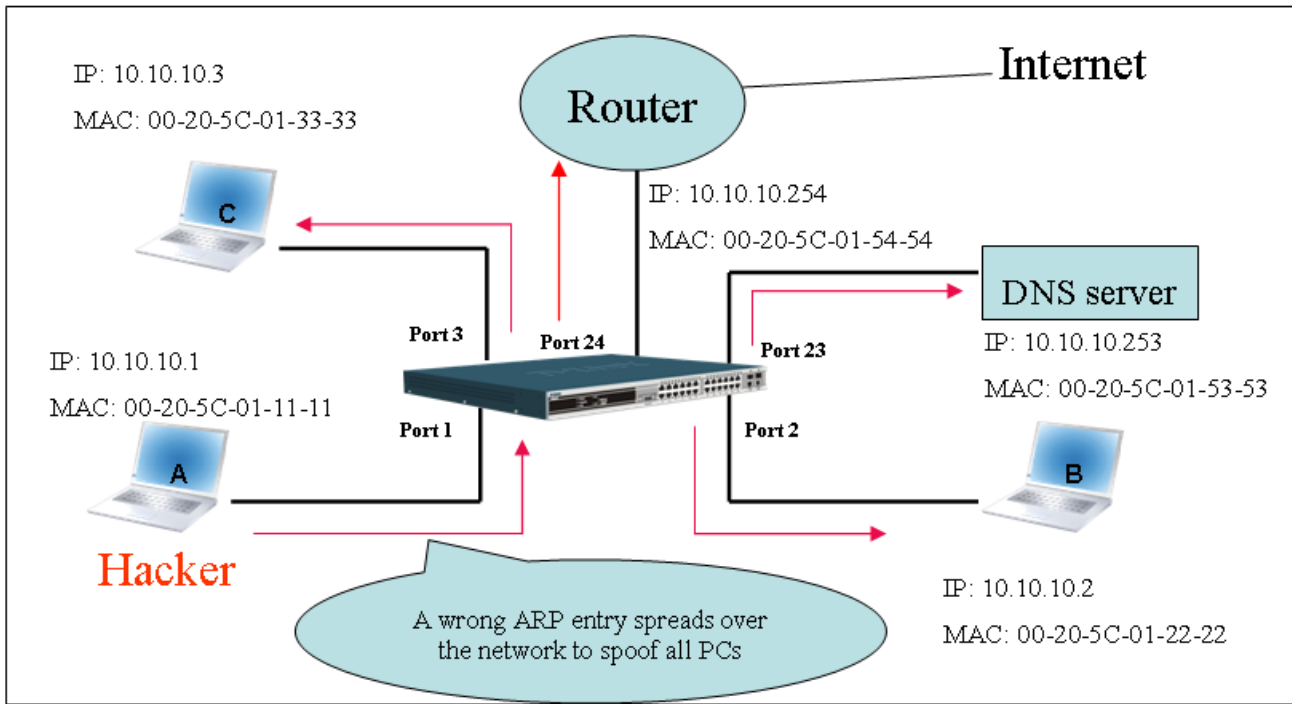 IP: 10.10.10.3
MAC: 00-20-5C-01-33-33
C
Router
Internet
IP: 10.10.10.254
MAC: 00-20-5C-01-54-54
DNS server
IP: 10.10.10.253
MAC: 00-20-5C-01-53-53
Port 3
Port 24
Port 23
IP: 10.10.10.1
MAC: 00-20-5C-01-11-11
Port 1
Port 2
A
Hacker
B
IP: 10.10.10.2
MAC: 00-20-5C-01-22-22
A wrong ARP entry spreads over
the network to spoof all PCs